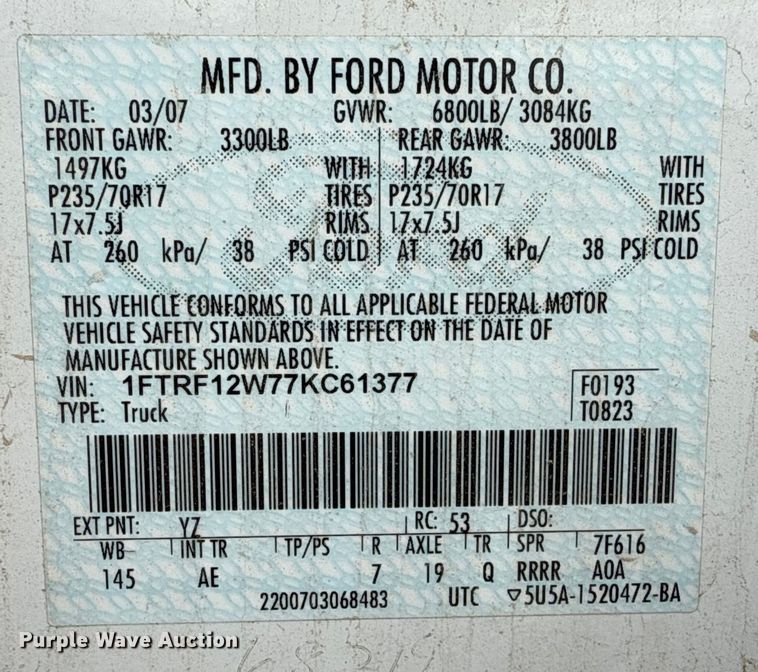 MFD. BY FORD MOTOR CO.
DATE: 03/07 GVWR: 6800LB/ 3084KG
FRONT GAWR: 3300LB REAR GAWR: 3800LB
1497KG WITH 1724KG WITH
P235/70R17 TIRES P235/70R17 TIRES
17x7.5J RIMS 17x7.5J RIMS
AT 260 kPa/ 38 PSI COLD AT 260 kPa/ 38 PSI COLD
THIS VEHICLE CONFORMS TO ALL APPLICABLE FEDERAL MOTOR
VEHICLE SAFETY STANDARDS IN EFFECT ON THE DATE OF
MANUFACTURE SHOWN ABOVE.
VIN: 1FTRF12W77KC61377 F0193
TYPE: Truck T0823
EXT PNT: YZ RC: 53 DSO:
WB INT TR TP/PS R AXLE TR SPR 7F616
145 AE 7 19 Q RRRR A0A
2200703068483 UTC ▽5U5A-1520472-BA
Purple Wave Auction